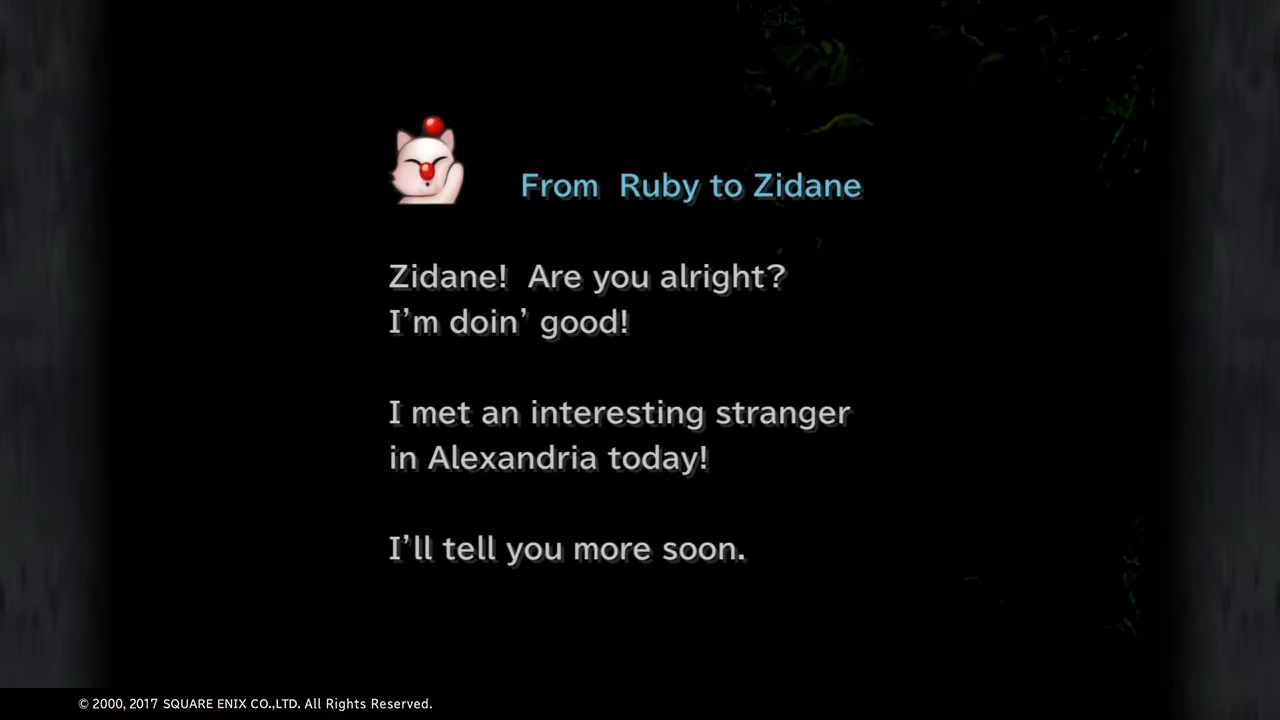 From  Ruby to Zidane
Zidane!  Are you alright?
I’m doin’ good!
I met an interesting stranger
in Alexandria today!
I’ll tell you more soon.
© 2000, 2017 SQUARE ENIX CO.,LTD. All Rights Reserved.